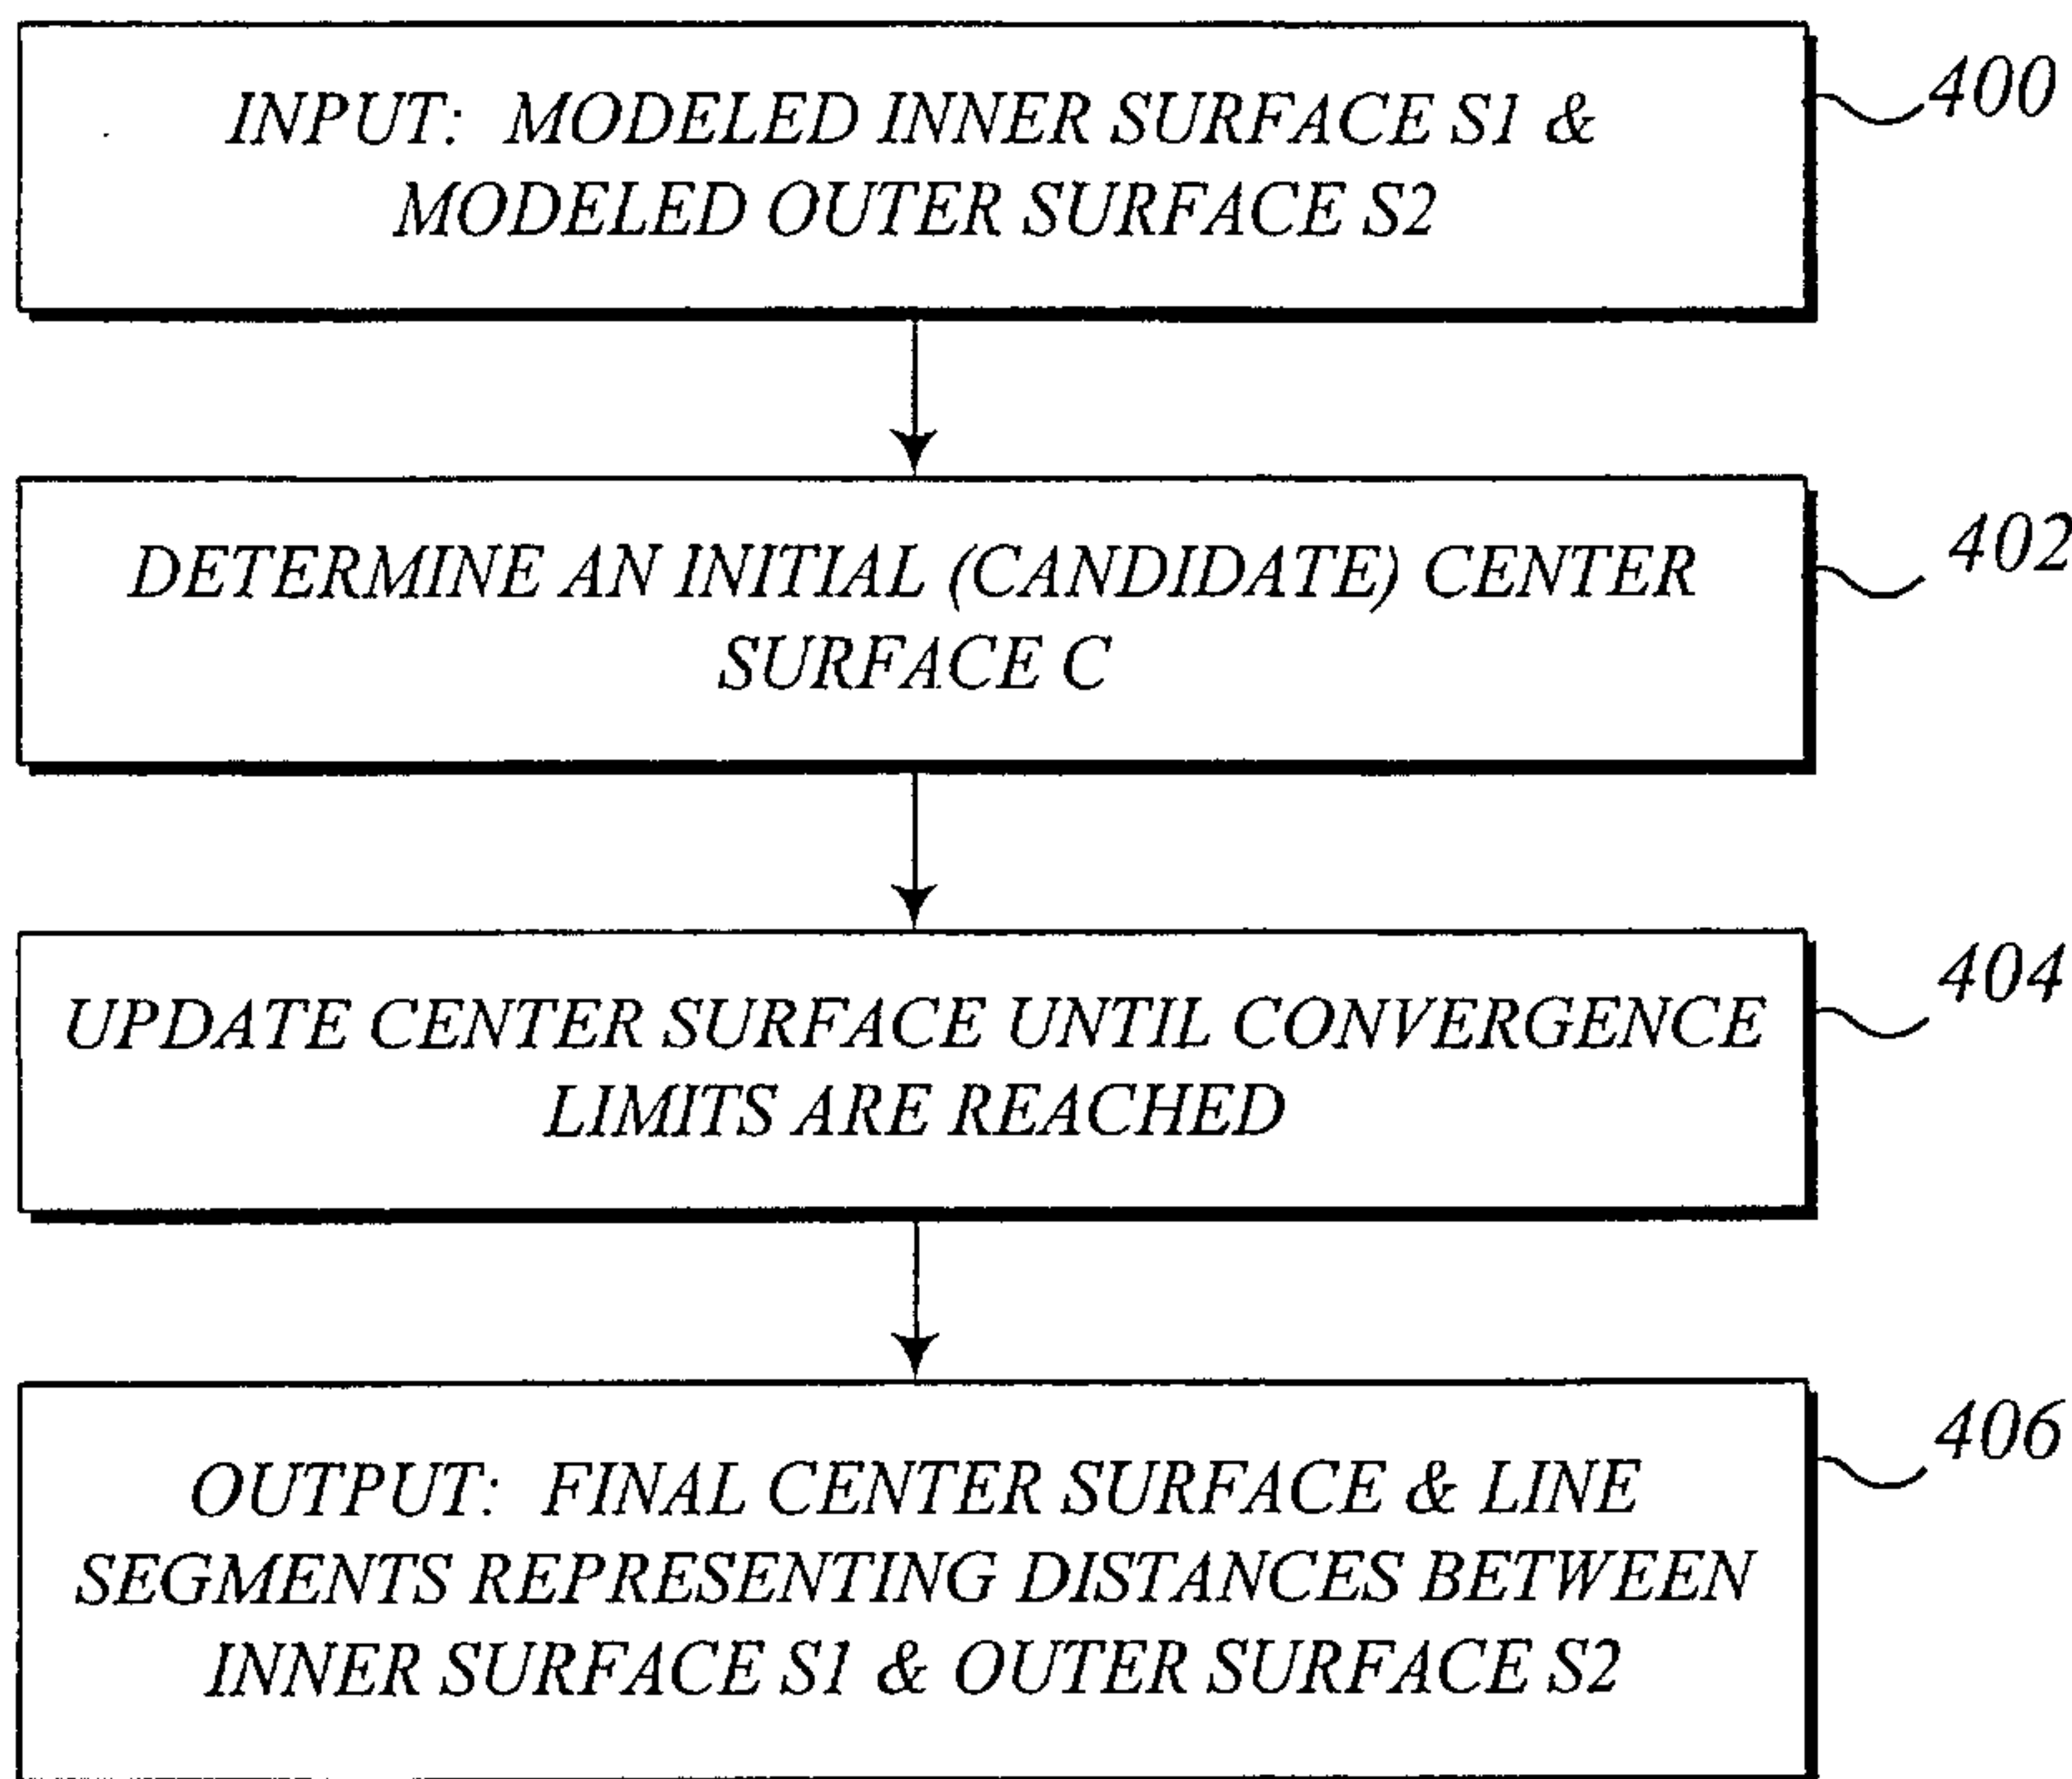 INPUT: MODELED INNER SURFACE S1 &
MODELED OUTER SURFACE S2
400
DETERMINE AN INITIAL (CANDIDATE) CENTER
SURFACE C
402
UPDATE CENTER SURFACE UNTIL CONVERGENCE
LIMITS ARE REACHED
404
OUTPUT: FINAL CENTER SURFACE & LINE
SEGMENTS REPRESENTING DISTANCES BETWEEN
INNER SURFACE S1 & OUTER SURFACE S2
406